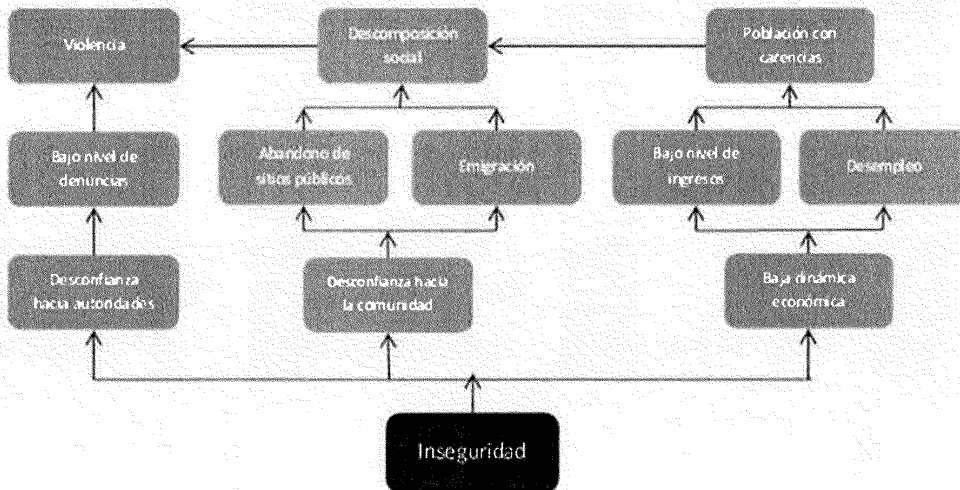 Violencia
Descomposición
social
Población con
carencias
Bajo nivel de
denuncias
Abandono de
sitios públicos
Emigración
Bajo nivel de
ingresos
Desempleo
Desconfianza
hacia autoridades
Desconfianza hacia
la comunidad
Baja dinámica
económica
Inseguridad